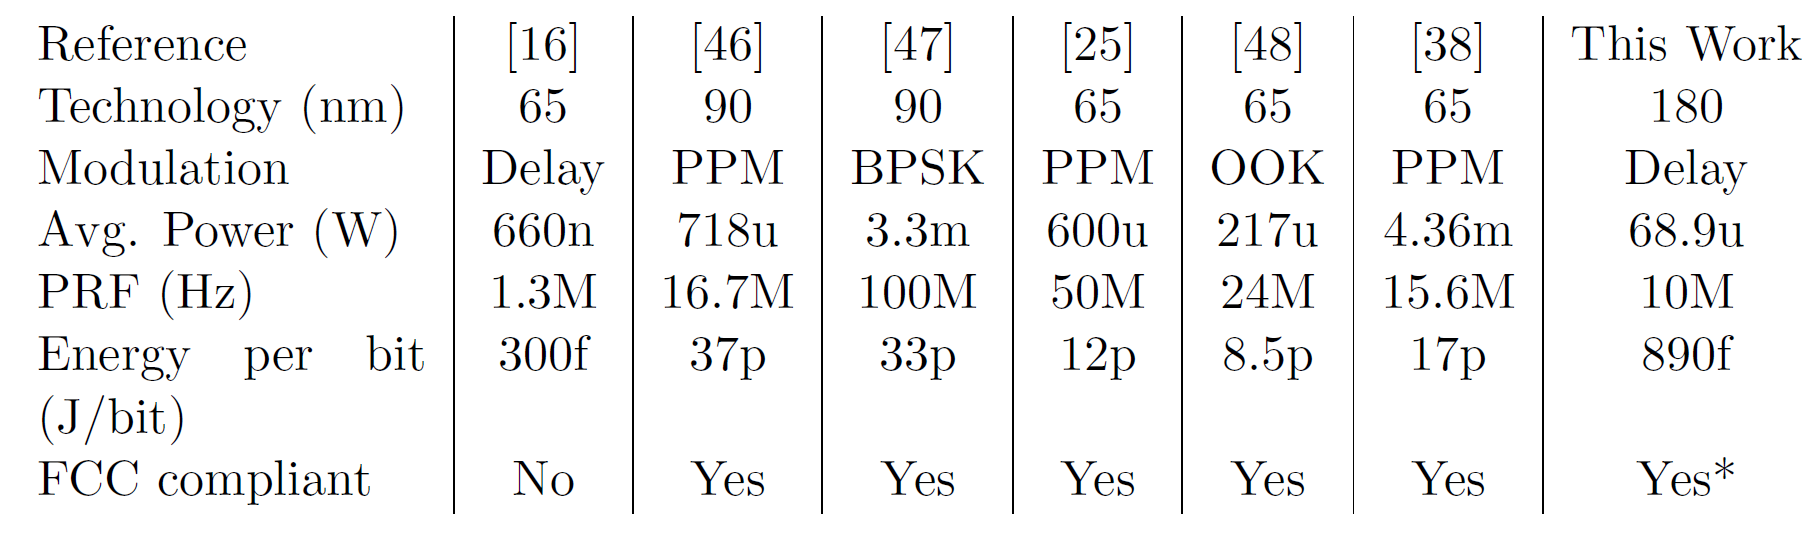 Reference [16] [46] [47] [25] [48] [38] This Work
Technology (nm) 65 90 90 65 65 65 180
Modulation Delay PPM BPSK PPM OOK PPM Delay
Avg. Power (W) 660n 718u 3.3m 600u 217u 4.36m 68.9u
PRF (Hz) 1.3M 16.7M 100M 50M 24M 15.6M 10M
Energy per bit 300f 37p 33p 12p 8.5p 17p 890f
(J/bit)
FCC compliant No Yes Yes Yes Yes Yes Yes*